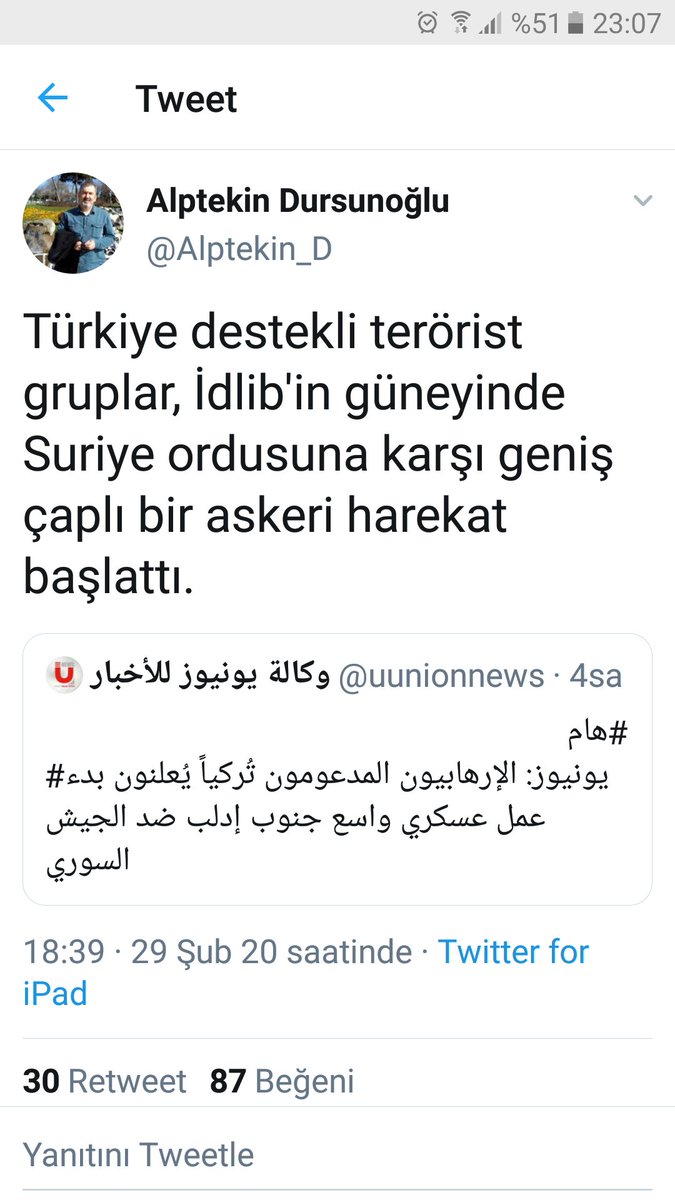 %51 23:07
Tweet
Alptekin Dursunoğlu
@Alptekin_D
Türkiye destekli terörist
gruplar, İdlib'in güneyinde
Suriye ordusuna karşı geniş
çaplı bir askeri harekat
başlattı.
وكالة يونيوز للأخبار @uunionnews · 4sa
#هام
#يونيوز: الإرهابيون المدعومون تُركياً يُعلنون بدء
عمل عسكري واسع جنوب إدلب ضد الجيش
السوري
18:39 · 29 Şub 20 saatinde · Twitter for
iPad
30 Retweet 87 Beğeni
Yanıtını Tweetle